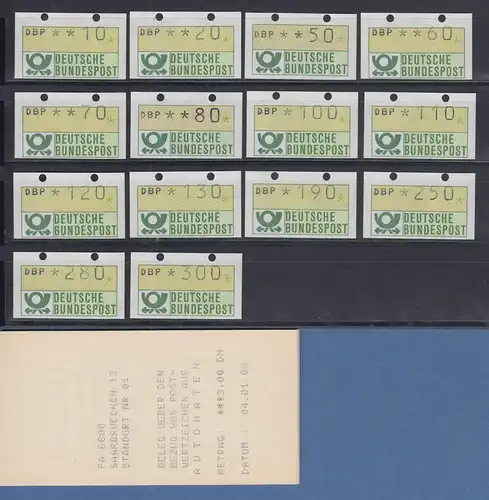 DBP **10*
DEUTSCHE
BUNDESPOST
DBP **20*
DEUTSCHE
BUNDESPOST
DBP **50*
DEUTSCHE
BUNDESPOST
DBP **60*
DEUTSCHE
BUNDESPOST
DBP **70*
DEUTSCHE
BUNDESPOST
DBP **80*
DEUTSCHE
BUNDESPOST
DBP *100*
DEUTSCHE
BUNDESPOST
DBP *110*
DEUTSCHE
BUNDESPOST
DBP *120*
DEUTSCHE
BUNDESPOST
DBP *130*
DEUTSCHE
BUNDESPOST
DBP *190*
DEUTSCHE
BUNDESPOST
DBP *250*
DEUTSCHE
BUNDESPOST
DBP *280*
DEUTSCHE
BUNDESPOST
DBP *300*
DEUTSCHE
BUNDESPOST
PA 6600
SAARBRUECKEN 13
STANDORT NR 01
BELEG UEBER DEN
BEZUG VON POST-
WERTZEICHEN AUS
AUTOMATEN
BETRAG: ***3,00 DM
DATUM : 04.01